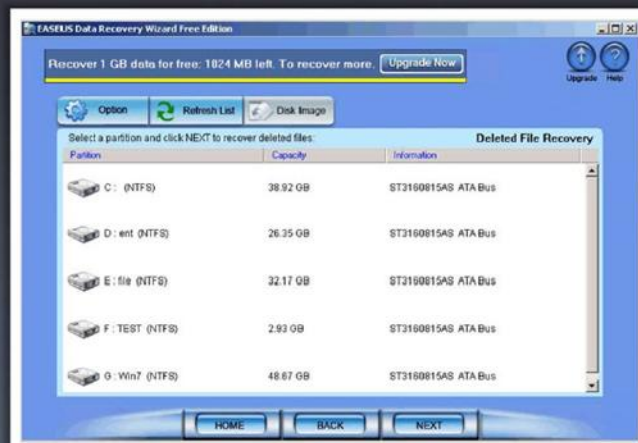 EASEUS Data Recovery Wizard Free Edition
Recover 1 GB data for free: 1024 MB left. To recover more. Upgrade Now
Upgrade Help
Option Refresh List Disk Image
Select a partition and click NEXT to recover deleted files: Deleted File Recovery
Partition Capacity Information
C: (NTFS) 38.92 GB ST3160815AS ATA Bus
D: ent (NTFS) 26.35 GB ST3160815AS ATA Bus
E: file (NTFS) 32.17 GB ST3160815AS ATA Bus
F: TEST (NTFS) 2.93 GB ST3160815AS ATA Bus
G: Win7 (NTFS) 48.67 GB ST3160815AS ATA Bus
HOME BACK NEXT